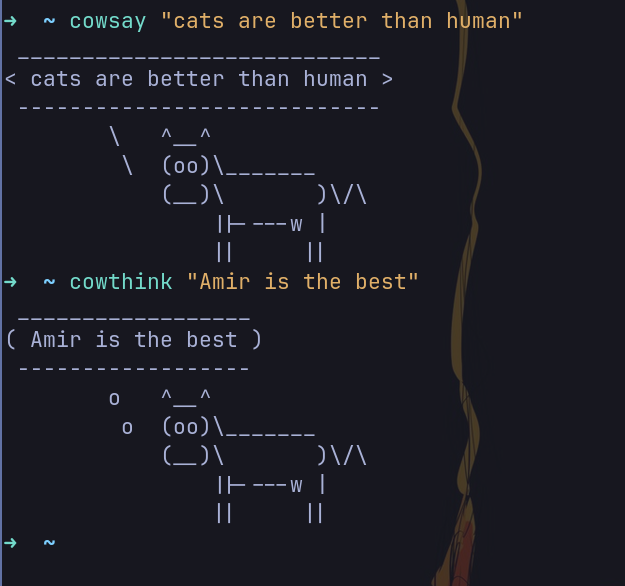 ➜  ~ cowsay "cats are better than human"
 ____________________________
< cats are better than human >
 ----------------------------
        \   ^__^
         \  (oo)\_______
            (__)\       )\/\
                ||----w |
                ||     ||
➜  ~ cowthink "Amir is the best"
 __________________
( Amir is the best )
 ------------------
        o   ^__^
         o  (oo)\_______
            (__)\       )\/\
                ||----w |
                ||     ||
➜  ~